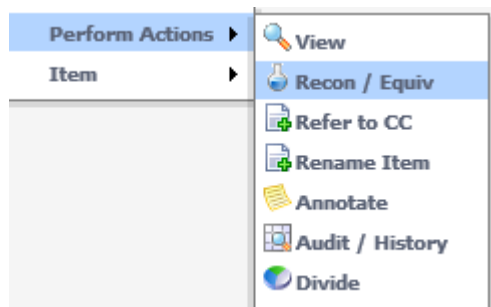 Perform Actions
Item
View
Recon / Equiv
Refer to CC
Rename Item
Annotate
Audit / History
Divide